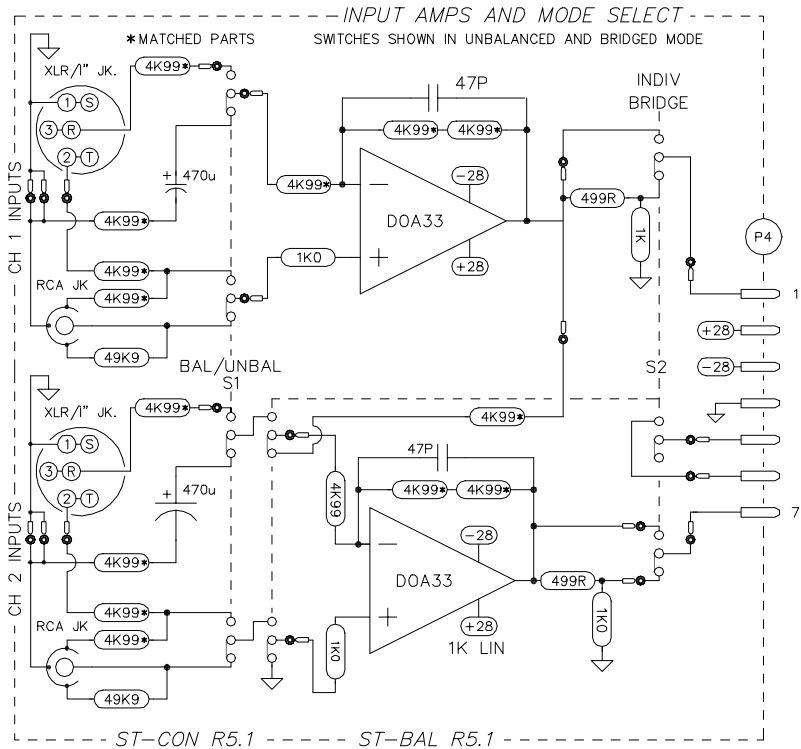 INPUT AMPS AND MODE SELECT
*MATCHED PARTS
SWITCHES SHOWN IN UNBALANCED AND BRIDGED MODE
XLR/1" JK.
4K99*
1 S
3 R
2 T
470u
+
4K99*
4K99*
4K99*
RCA JK
49K9
CH 1 INPUTS
47P
4K99* 4K99*
4K99*
−
DOA33
−28
+28
+
1K0
INDIV
BRIDGE
499R
1K
P4
1
+28
−28
BAL/UNBAL
S1
S2
XLR/1" JK.
4K99*
1 S
3 R
2 T
470u
+
4K99*
4K99*
4K99*
RCA JK
49K9
CH 2 INPUTS
4K99*
47P
4K99* 4K99*
4K99
−
DOA33
−28
+28
+
1K LIN
1K0
499R
1K0
7
ST-CON R5.1
ST-BAL R5.1